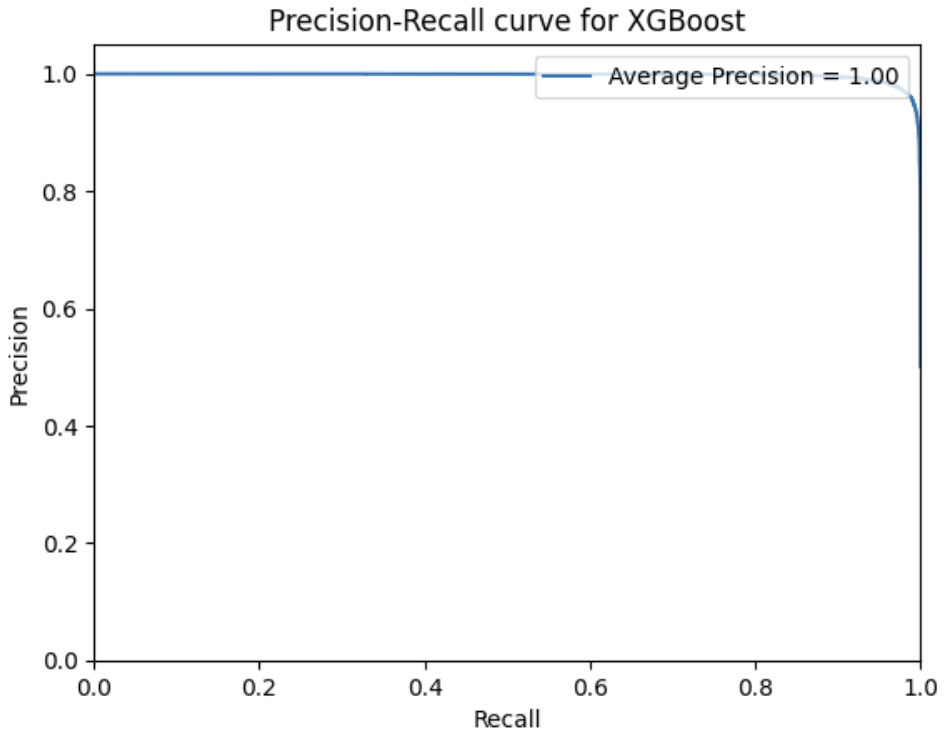 Precision-Recall curve for XGBoost
Average Precision = 1.00
1.0
0.8
0.6
0.4
0.2
0.0
Precision
0.0 0.2 0.4 0.6 0.8 1.0
Recall